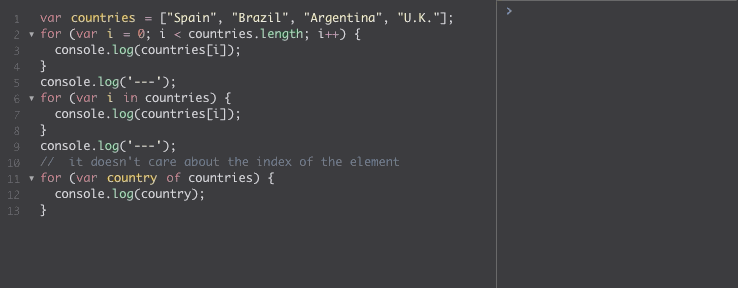 1 var countries = ["Spain", "Brazil", "Argentina", "U.K."];
2 ▾ for (var i = 0; i < countries.length; i++) {
3 console.log(countries[i]);
4 }
5 console.log('---');
6 ▾ for (var i in countries) {
7 console.log(countries[i]);
8 }
9 console.log('---');
10 // it doesn't care about the index of the element
11 ▾ for (var country of countries) {
12 console.log(country);
13 }
›